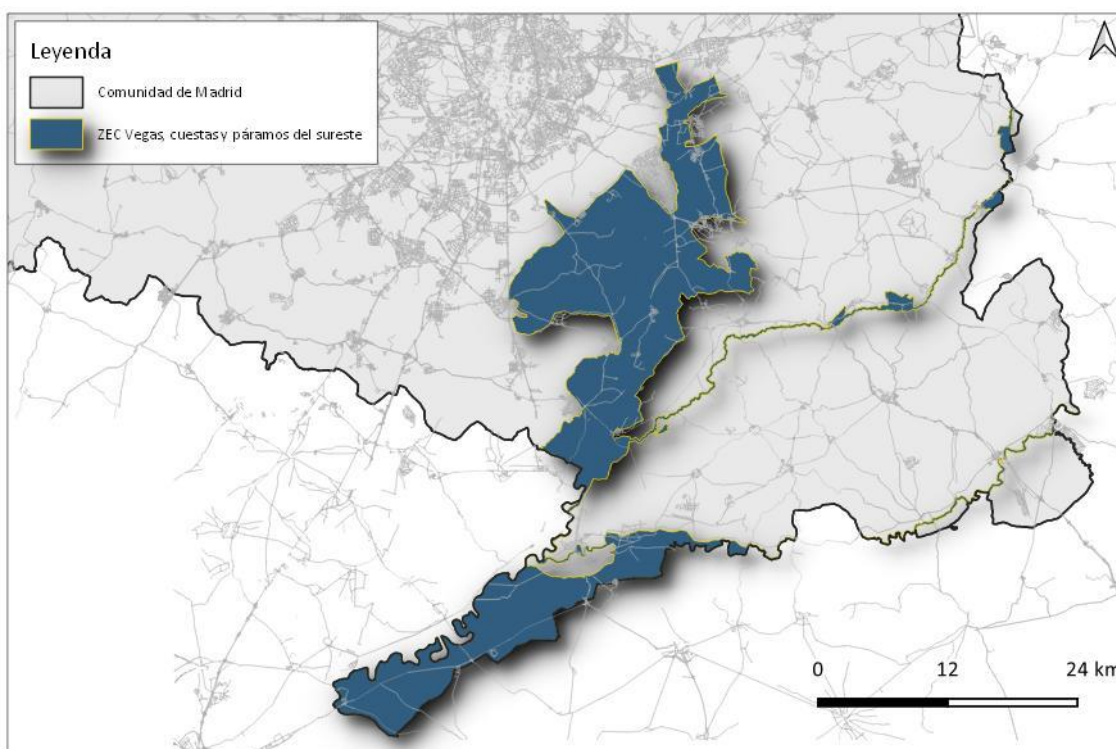 Leyenda
Comunidad de Madrid
ZEC Vegas, cuestas y páramos del sureste
0 12 24 km